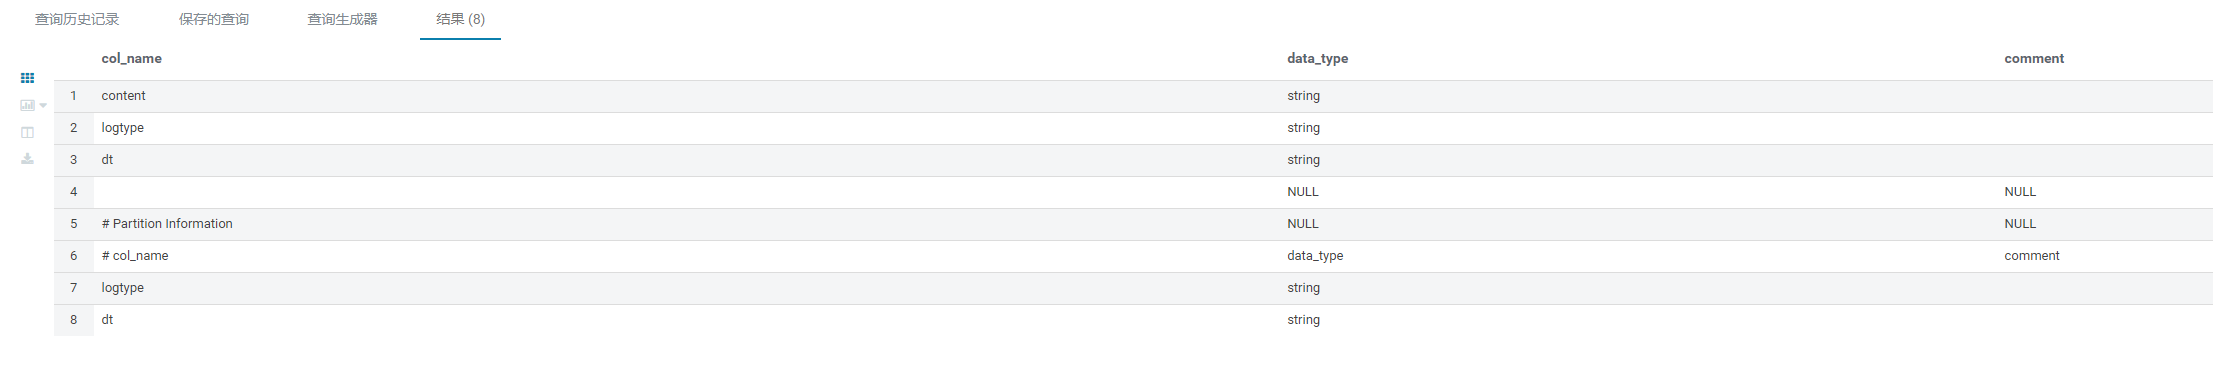 查询历史记录 保存的查询 查询生成器 结果 (8)
col_name data_type comment
1 content string
2 logtype string
3 dt string
4 NULL NULL
5 # Partition Information NULL NULL
6 # col_name data_type comment
7 logtype string
8 dt string